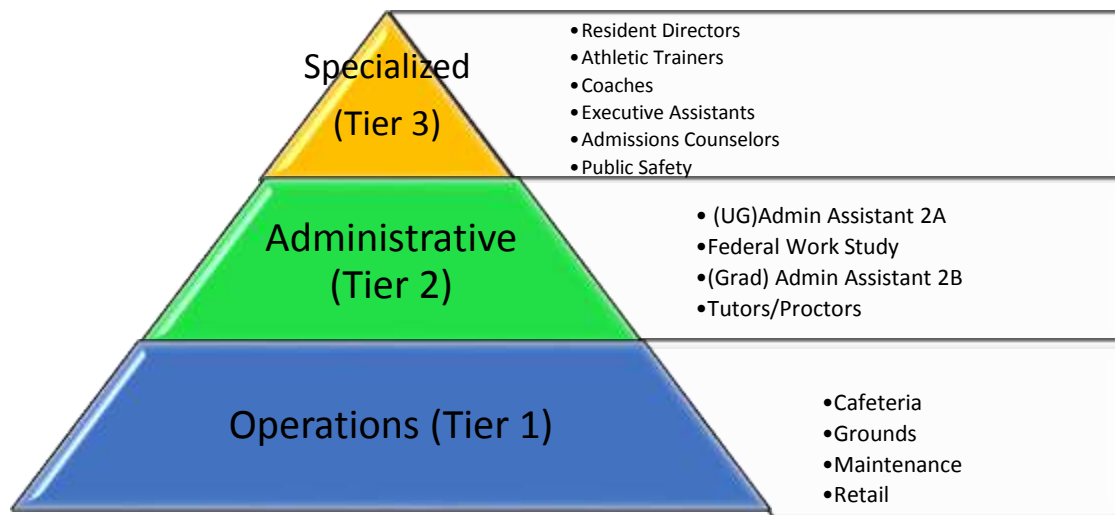 Specialized
(Tier 3)
•Resident Directors
•Athletic Trainers
•Coaches
•Executive Assistants
•Admissions Counselors
•Public Safety
Administrative
(Tier 2)
• (UG)Admin Assistant 2A
•Federal Work Study
•(Grad) Admin Assistant 2B
•Tutors/Proctors
Operations (Tier 1)
•Cafeteria
•Grounds
•Maintenance
•Retail